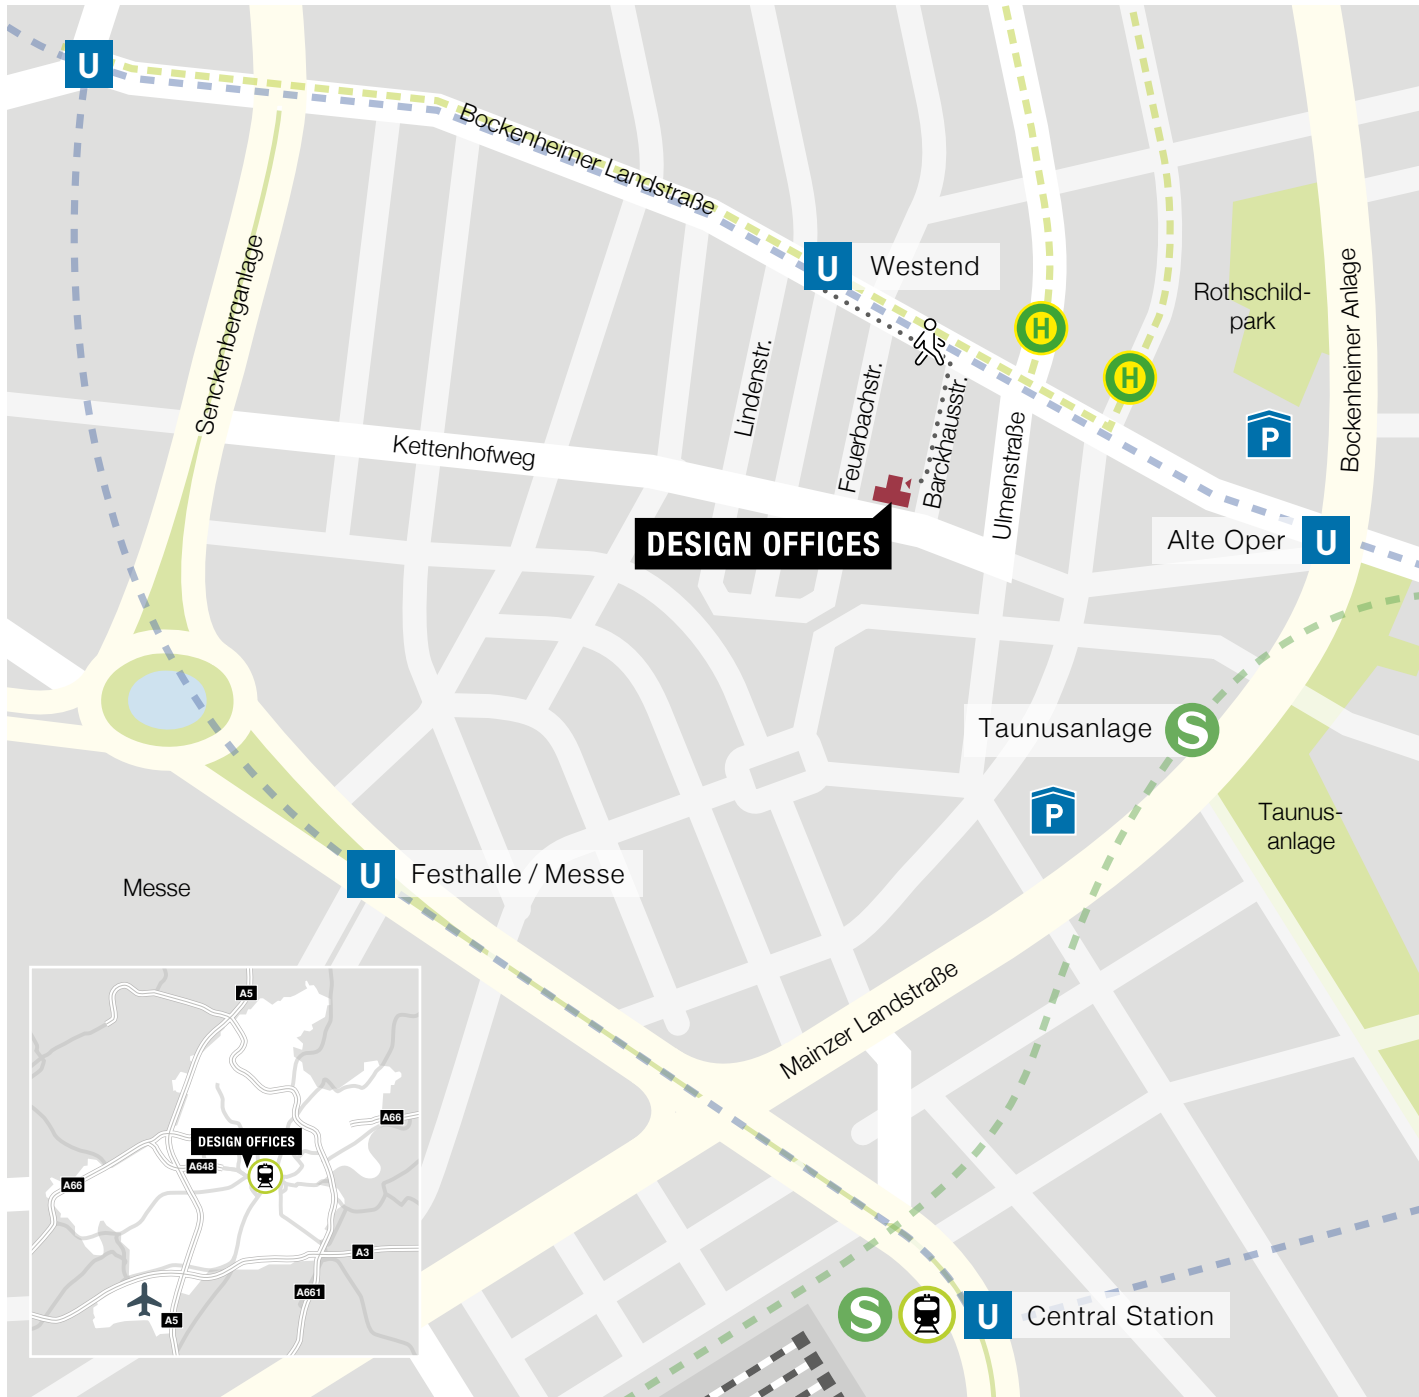 U
Bockenheimer Landstraße
Senckenberganlage
U Westend
Rothschild-
park
Bockenheimer Anlage
H
H
Lindenstr.
Feuerbachstr.
Barckhausstr.
Ulmenstraße
P
Kettenhofweg
DESIGN OFFICES
Alte Oper U
Taunusanlage S
P
Taunus-
anlage
U Festhalle / Messe
Messe
Mainzer Landstraße
A5
A66
DESIGN OFFICES
A648
A66
A3
A661
A5
S U Central Station